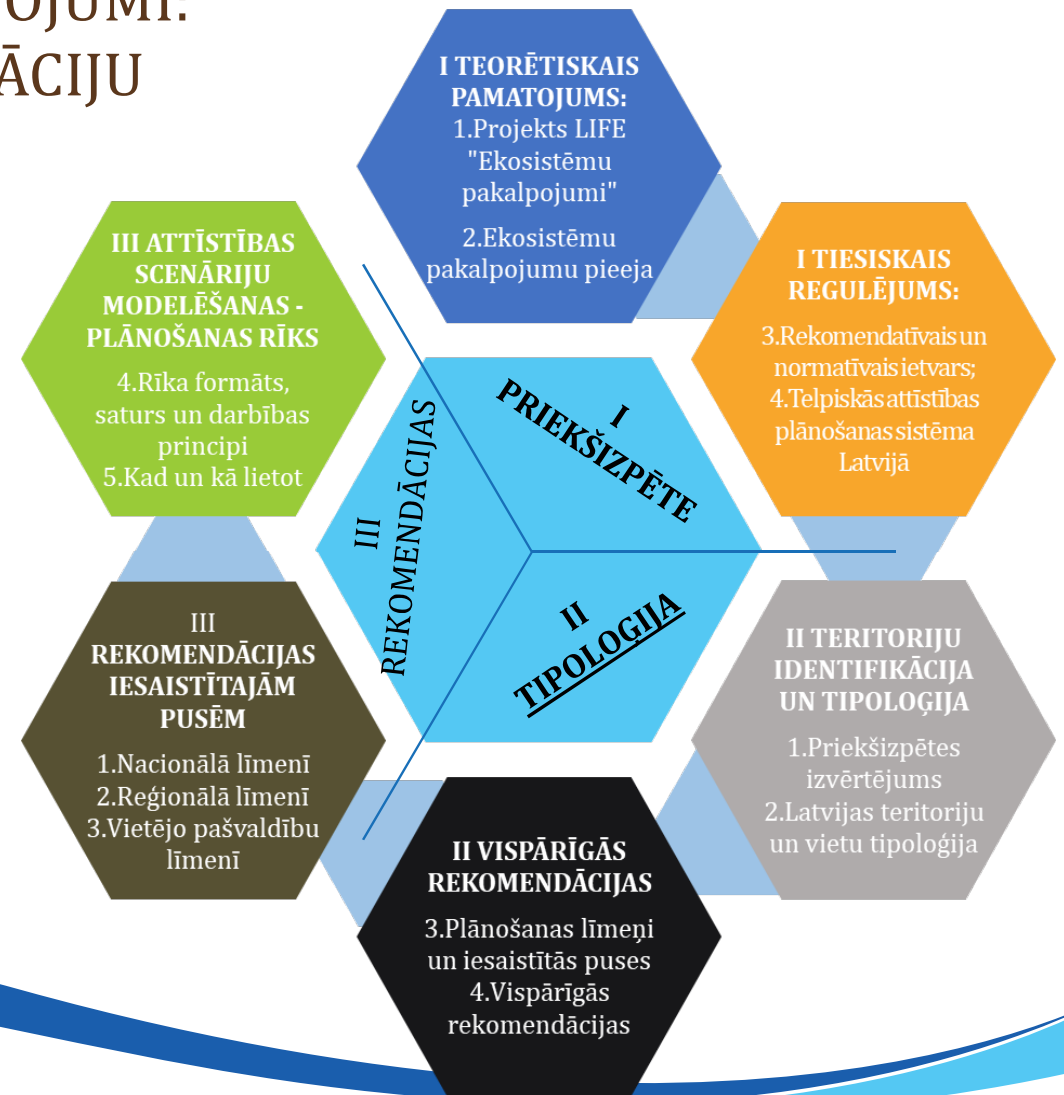 OJUMI:
ĀCIJU
I TEORĒTISKAIS
PAMATOJUMS:
1.Projekts LIFE
"Ekosistēmu
pakalpojumi"
2.Ekosistēmu
pakalpojumu pieeja
I TIESISKAIS
REGULĒJUMS:
3.Rekomendatīvais un
normatīvais ietvars;
4.Telpiskās attīstības
plānošanas sistēma
Latvijā
II TERITORIJU
IDENTIFIKĀCIJA
UN TIPOLOĢIJA
1.Priekšizpētes
izvērtējums
2.Latvijas teritoriju
un vietu tipoloģija
II VISPĀRĪGĀS
REKOMENDĀCIJAS
3.Plānošanas līmeņi
un iesaistītās puses
4.Vispārīgās
rekomendācijas
III
REKOMENDĀCIJAS
IESAISTĪTAJĀM
PUSĒM
1.Nacionālā līmenī
2.Reģionālā līmenī
3.Vietējo pašvaldību
līmenī
III ATTĪSTĪBAS
SCENĀRIJU
MODELĒŠANAS -
PLĀNOŠANAS RĪKS
4.Rīka formāts,
saturs un darbības
principi
5.Kad un kā lietot
I
PRIEKŠIZPĒTE
II
TIPOLOĢIJA
III
REKOMENDĀCIJAS